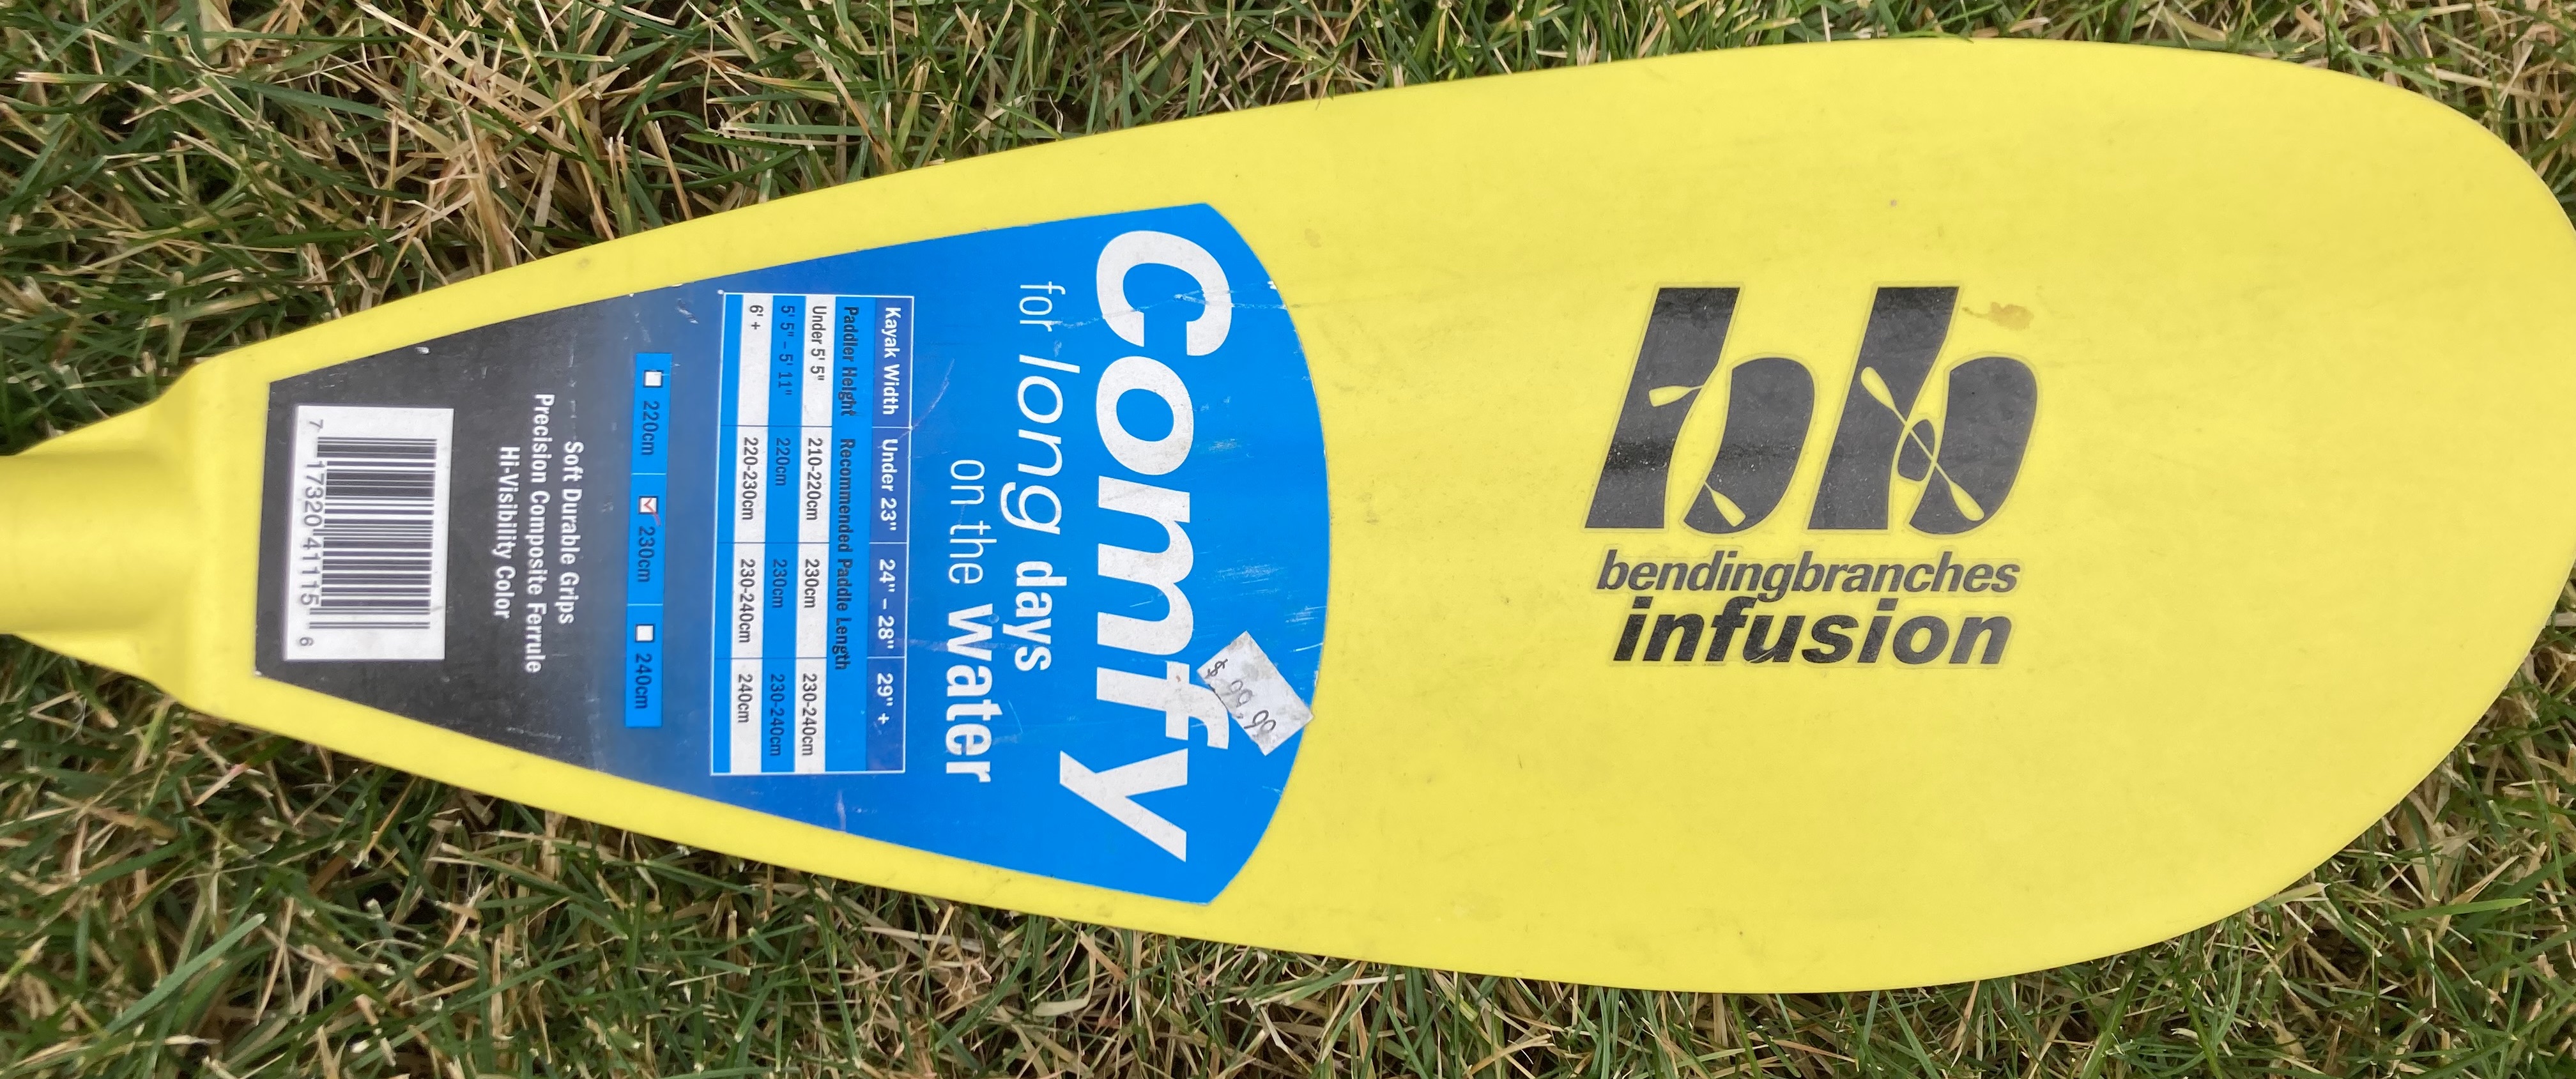 Comfy
for long days
on the water
Kayak Width Under 23" 24" – 28" 29" +
Paddler Height Recommended Paddle Length
Under 5' 5" 210-220cm 230cm 230-240cm
5' 5" – 5' 11" 220cm 230cm 230-240cm
6' + 220-230cm 230-240cm 240cm
220cm 230cm 240cm
Soft Durable Grips
Precision Composite Ferrule
Hi-Visibility Color
7 17320 41115 6
bb
bendingbranches
infusion